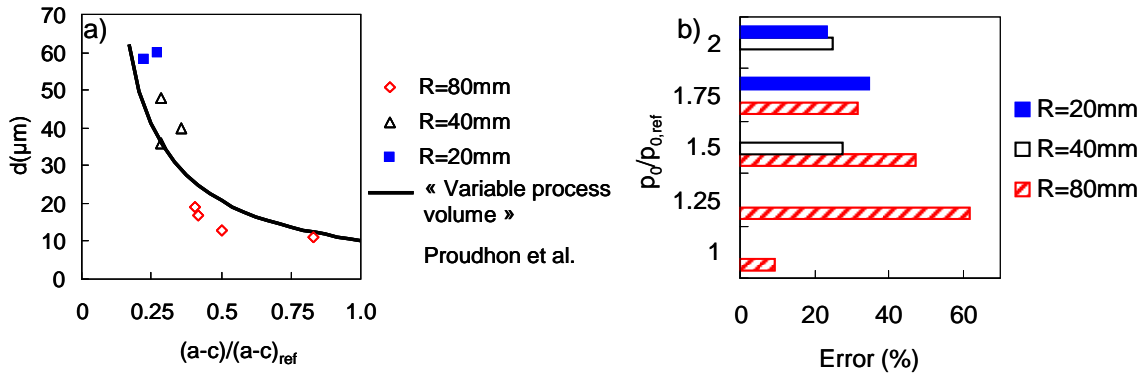 a)
70
60
50
40
30
20
10
0
d(µm)
0 0.25 0.5 0.75 1.0
(a-c)/(a-c)ref
R=80mm
R=40mm
R=20mm
« Variable process
volume »
Proudhon et al.
b)
2
1.75
1.5
1.25
1
p0/p0,ref
0 20 40 60
Error (%)
R=20mm
R=40mm
R=80mm